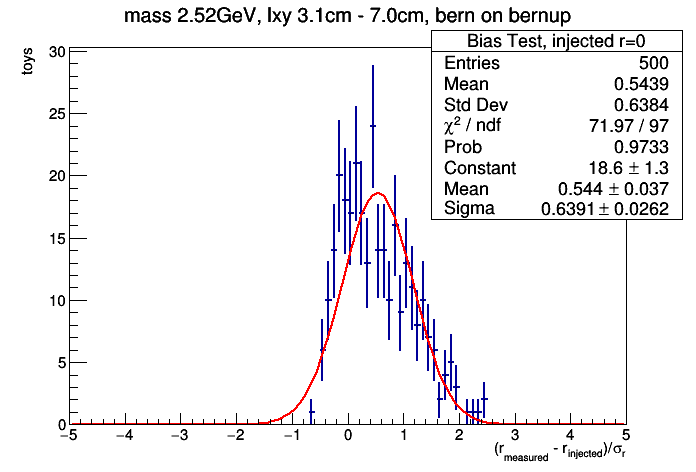 mass 2.52GeV, lxy 3.1cm - 7.0cm, bern on bernup
Bias Test, injected r=0
Entries 500
Mean 0.5439
Std Dev 0.6384
χ² / ndf 71.97 / 97
Prob 0.9733
Constant 18.6 ± 1.3
Mean 0.544 ± 0.037
Sigma 0.6391 ± 0.0262
toys
30
25
20
15
10
5
0
−5 −4 −3 −2 −1 0 1 2 3 4 5
(r_measured - r_injected)/σ_r